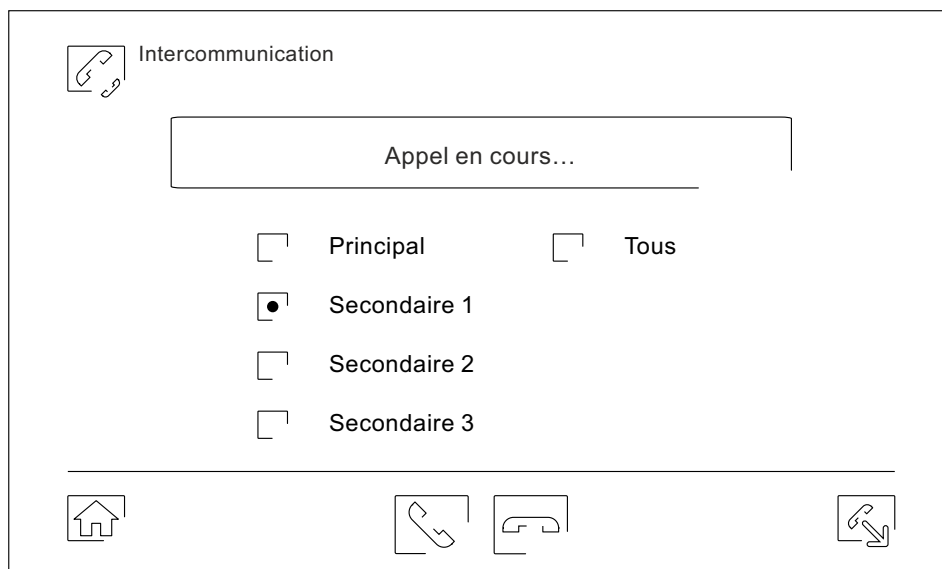 Intercommunication
Appel en cours…
Principal
Tous
Secondaire 1
Secondaire 2
Secondaire 3